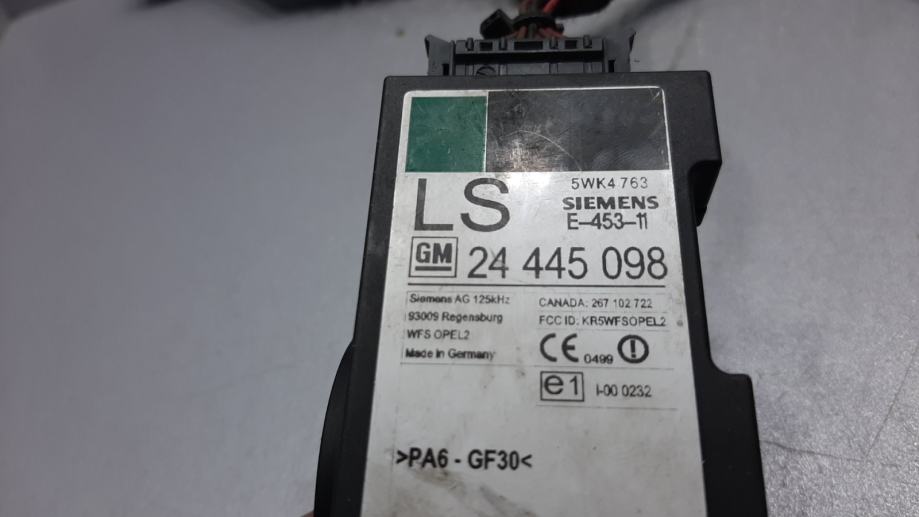 LS
5WK4 763
SIEMENS
E-453-11
GM 24 445 098
Siemens AG 125kHz
93009 Regensburg
WFS OPEL2
Made in Germany
CANADA: 267 102 722
FCC ID: KR5WFSOPEL2
CE 0499
e1 I-00 0232
>PA6 - GF30<